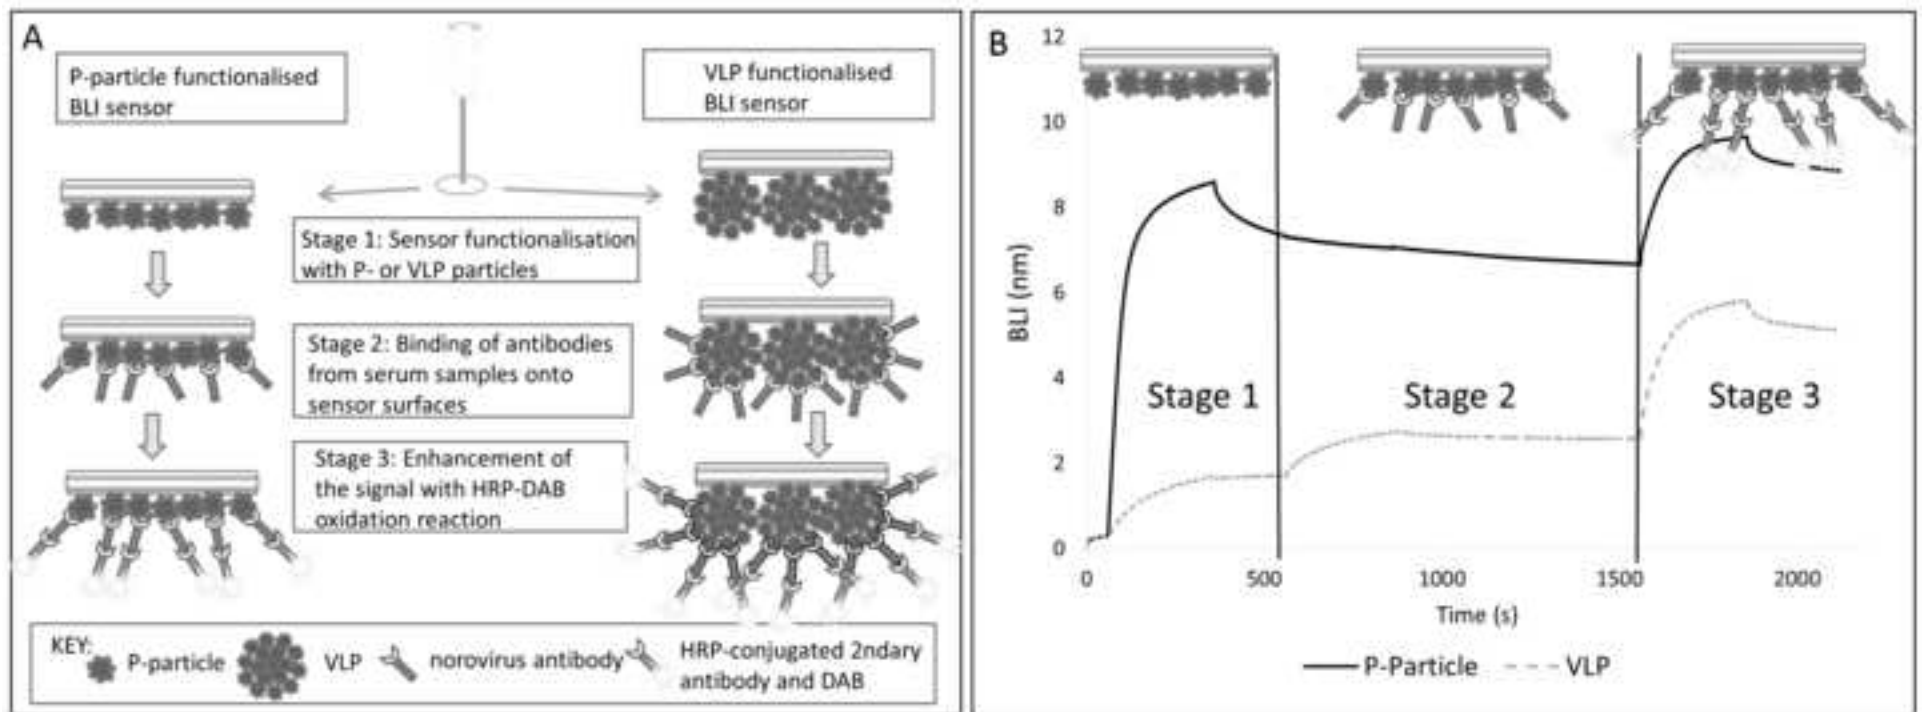 A
P-particle functionalised
BLI sensor
VLP functionalised
BLI sensor
Stage 1: Sensor functionalisation
with P- or VLP particles
Stage 2: Binding of antibodies
from serum samples onto
sensor surfaces
Stage 3: Enhancement of
the signal with HRP-DAB
oxidation reaction
KEY:
P-particle
VLP
norovirus antibody
HRP-conjugated 2ndary
antibody and DAB
B
12
10
8
6
4
2
0
BLI (nm)
Stage 1
Stage 2
Stage 3
0
500
1000
1500
2000
Time (s)
P-Particle
VLP